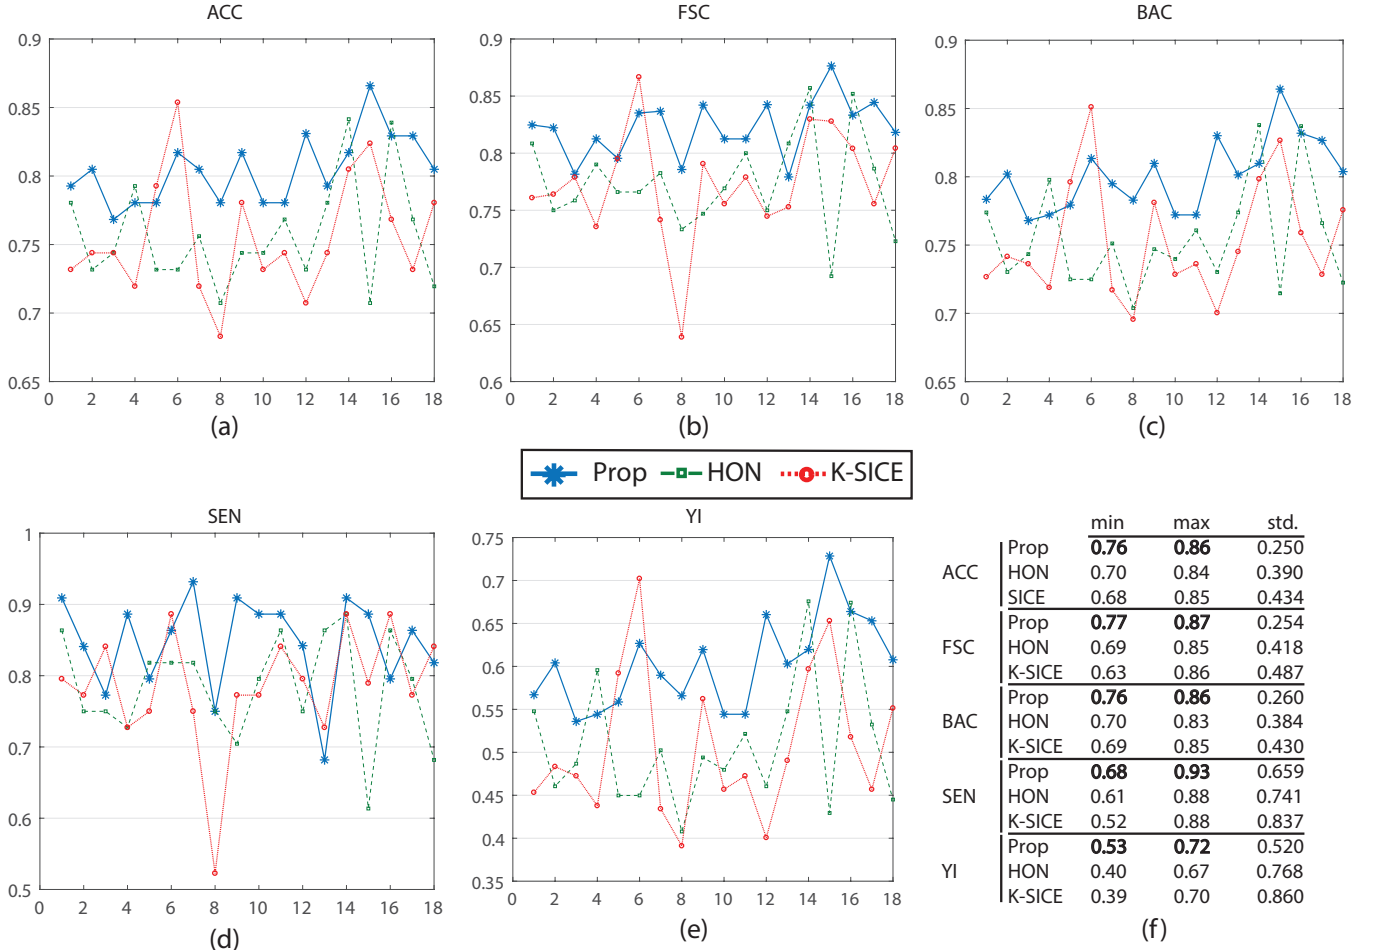 ACC
0.9
0.85
0.8
0.75
0.7
0.65
0 2 4 6 8 10 12 14 16 18
(a)
FSC
0.9
0.85
0.8
0.75
0.7
0.65
0.6
0 2 4 6 8 10 12 14 16 18
(b)
BAC
0.9
0.85
0.8
0.75
0.7
0.65
0 2 4 6 8 10 12 14 16 18
(c)
Prop HON K-SICE
SEN
1
0.9
0.8
0.7
0.6
0.5
0 2 4 6 8 10 12 14 16 18
(d)
YI
0.75
0.7
0.65
0.6
0.55
0.5
0.45
0.4
0.35
0 2 4 6 8 10 12 14 16 18
(e)
min max std.
ACC
Prop 0.76 0.86 0.250
HON 0.70 0.84 0.390
SICE 0.68 0.85 0.434
FSC
Prop 0.77 0.87 0.254
HON 0.69 0.85 0.418
K-SICE 0.63 0.86 0.487
BAC
Prop 0.76 0.86 0.260
HON 0.70 0.83 0.384
K-SICE 0.69 0.85 0.430
SEN
Prop 0.68 0.93 0.659
HON 0.61 0.88 0.741
K-SICE 0.52 0.88 0.837
YI
Prop 0.53 0.72 0.520
HON 0.40 0.67 0.768
K-SICE 0.39 0.70 0.860
(f)